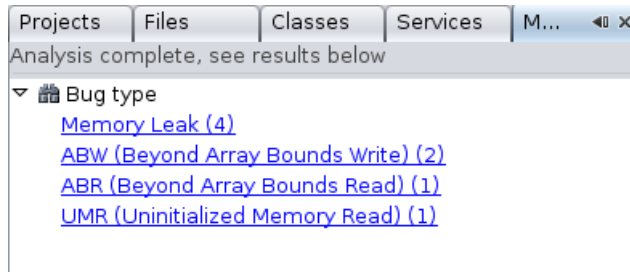 Projects Files Classes Services M...
Analysis complete, see results below
Bug type
Memory Leak (4)
ABW (Beyond Array Bounds Write) (2)
ABR (Beyond Array Bounds Read) (1)
UMR (Uninitialized Memory Read) (1)